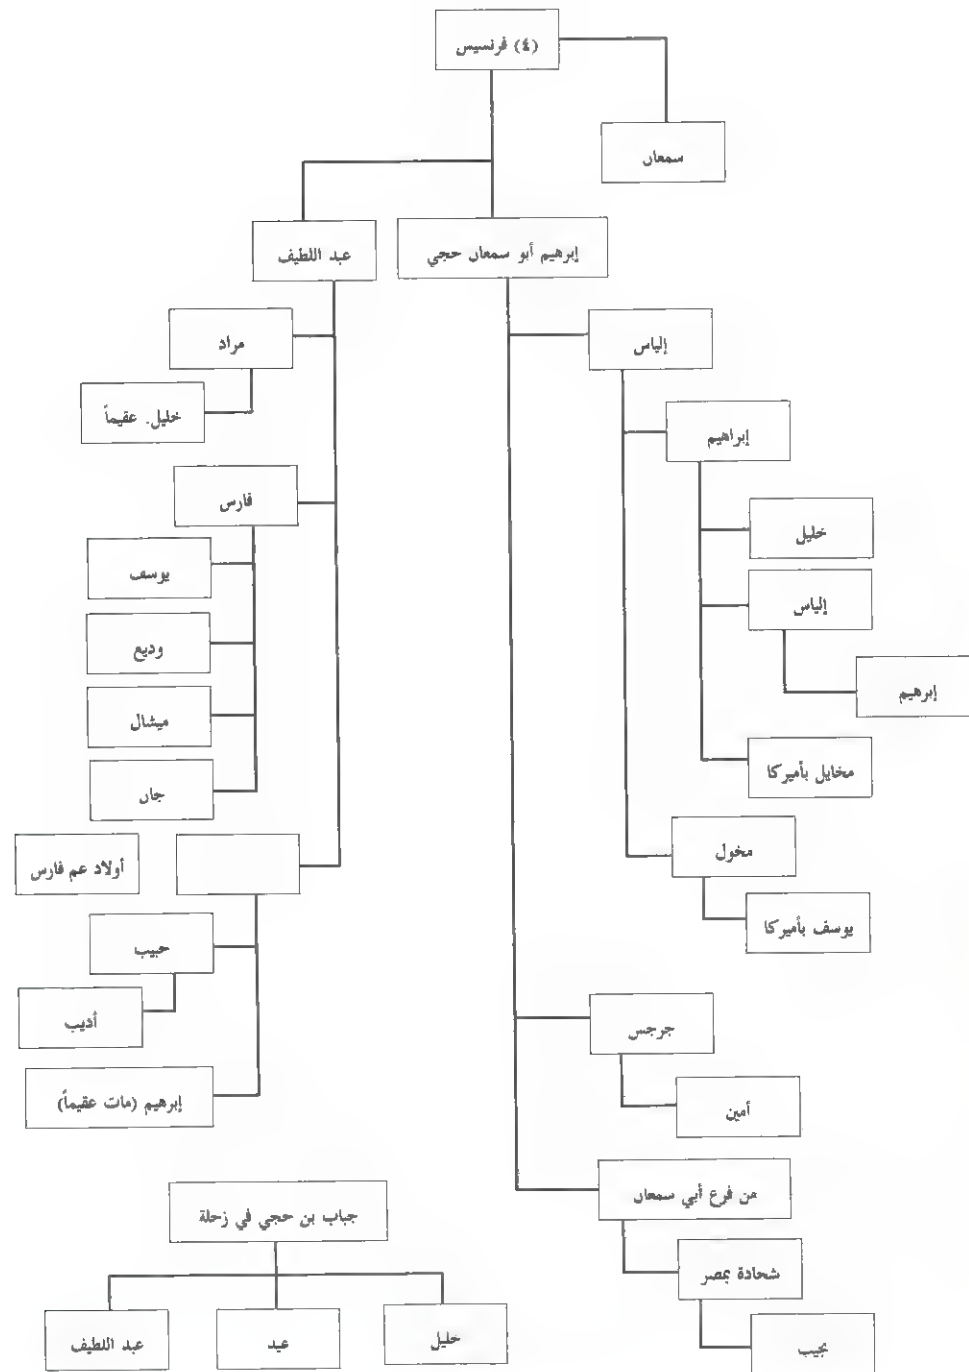 (٤) فرنسيس
سمعان
إبرهيم أبو سمعان حجي
عبد اللطيف
إلياس
مراد
إبراهيم
خليل. عقيماً
فارس
خليل
يوسف
إلياس
وديع
إبرهيم
ميشال
مخايل بأميركا
جان
مخول
أولاد عم فارس
يوسف بأميركا
حبيب
أديب
جرجس
إبرهيم (مات عقيماً)
أمين
من فرع أبي سمعان
جباب بن حجي في زحلة
شحادة بمصر
خليل
عيد
عبد اللطيف
نجيب